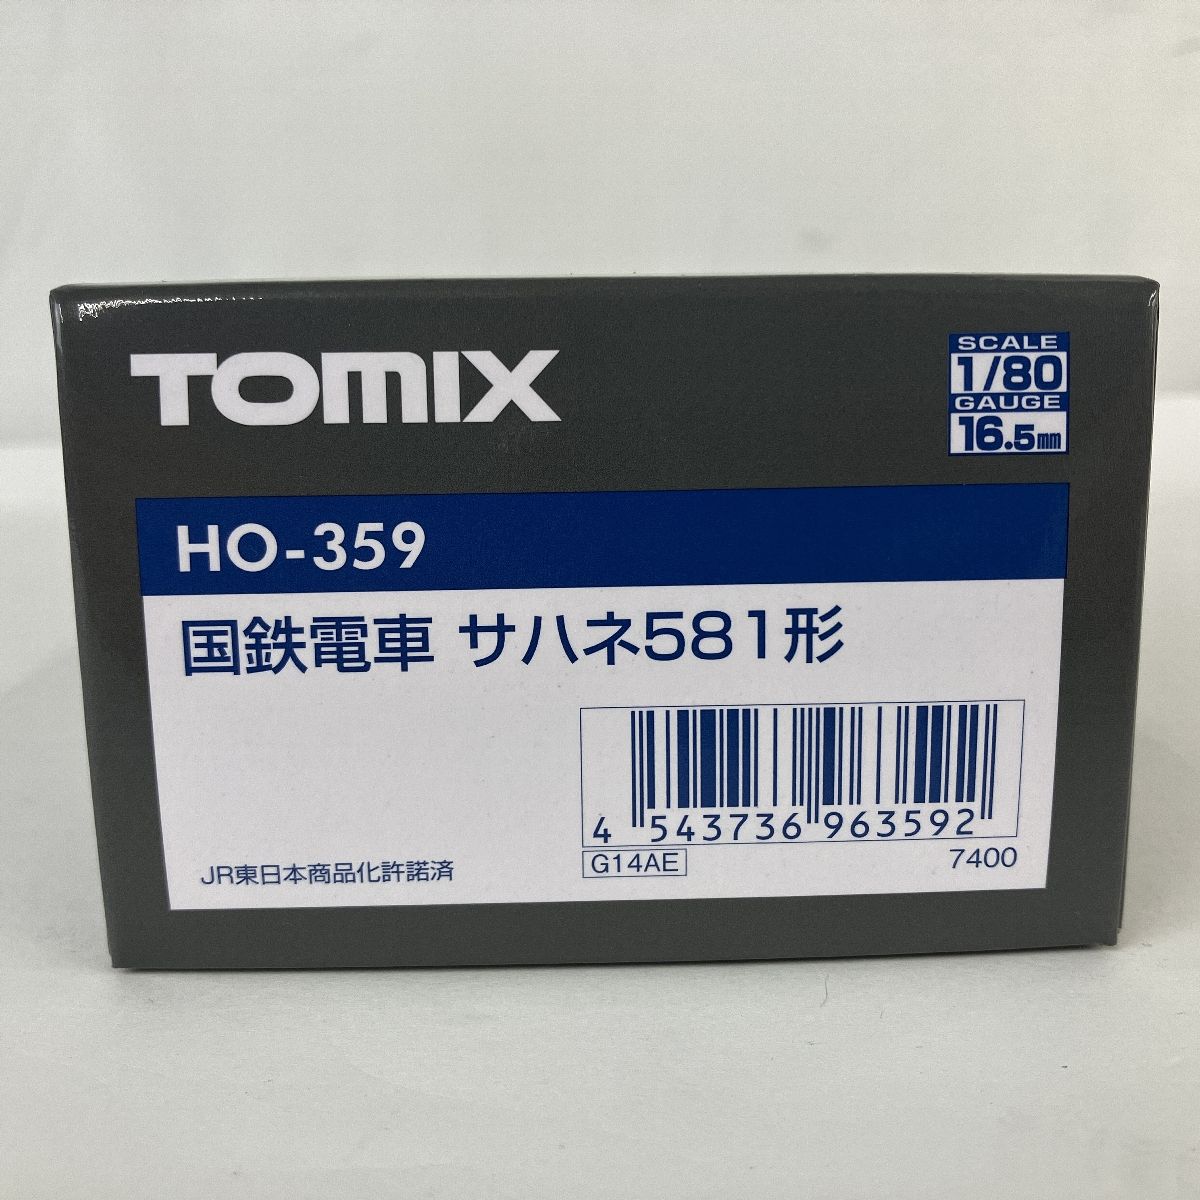 TOMIX
SCALE
1/80
GAUGE
16.5mm
HO-359
国鉄電車 サハネ581形
4 543736 963592
G14AE
7400
JR東日本商品化許諾済